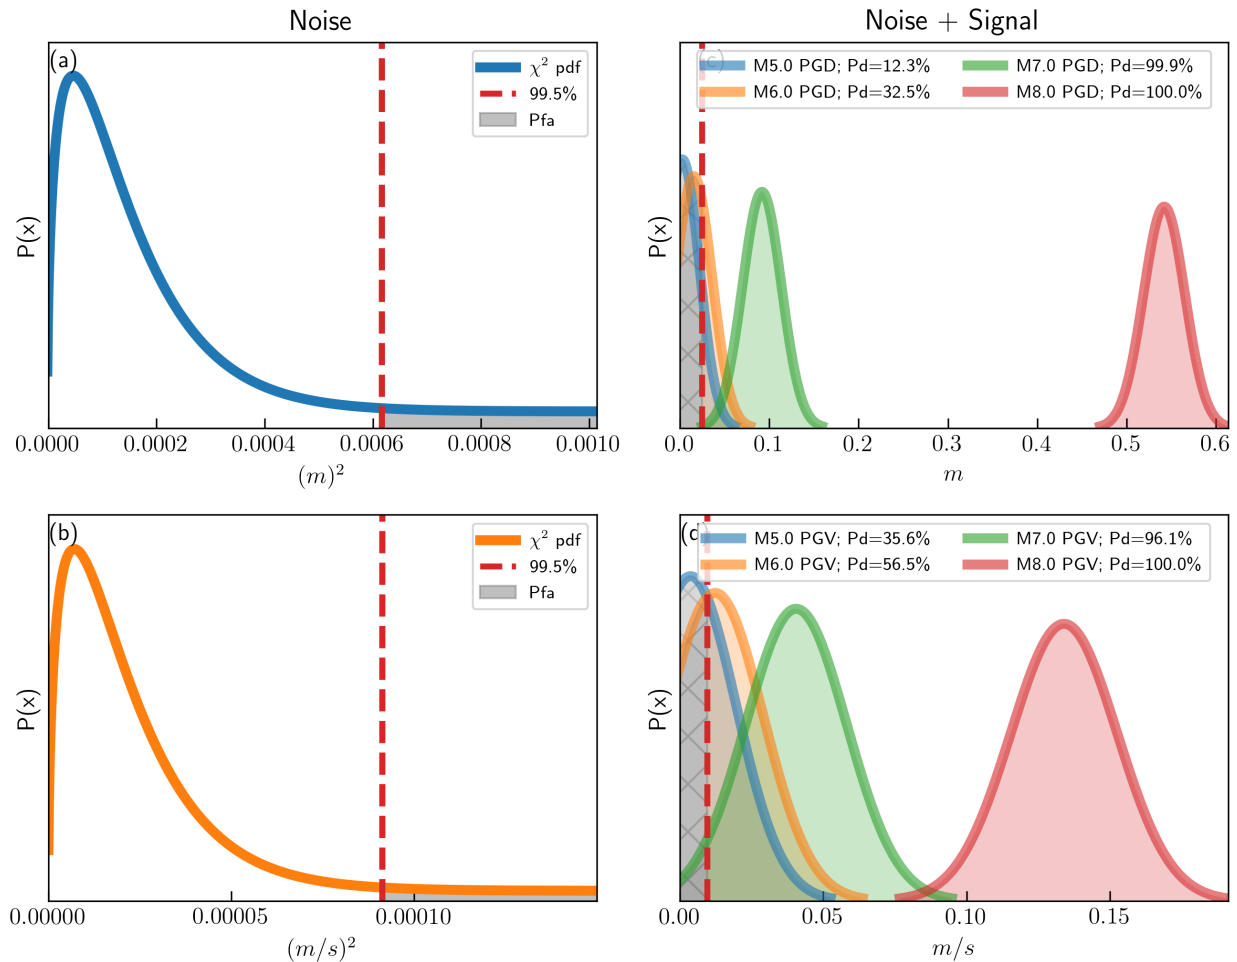 Noise
(a)
χ² pdf
99.5%
Pfa
P(x)
0.0000 0.0002 0.0004 0.0006 0.0008 0.0010
(m)²
Noise + Signal
(c)
M5.0 PGD; Pd=12.3%
M6.0 PGD; Pd=32.5%
M7.0 PGD; Pd=99.9%
M8.0 PGD; Pd=100.0%
P(x)
0.0 0.1 0.2 0.3 0.4 0.5 0.6
m
(b)
χ² pdf
99.5%
Pfa
P(x)
0.00000 0.00005 0.00010
(m/s)²
(d)
M5.0 PGV; Pd=35.6%
M6.0 PGV; Pd=56.5%
M7.0 PGV; Pd=96.1%
M8.0 PGV; Pd=100.0%
P(x)
0.00 0.05 0.10 0.15
m/s